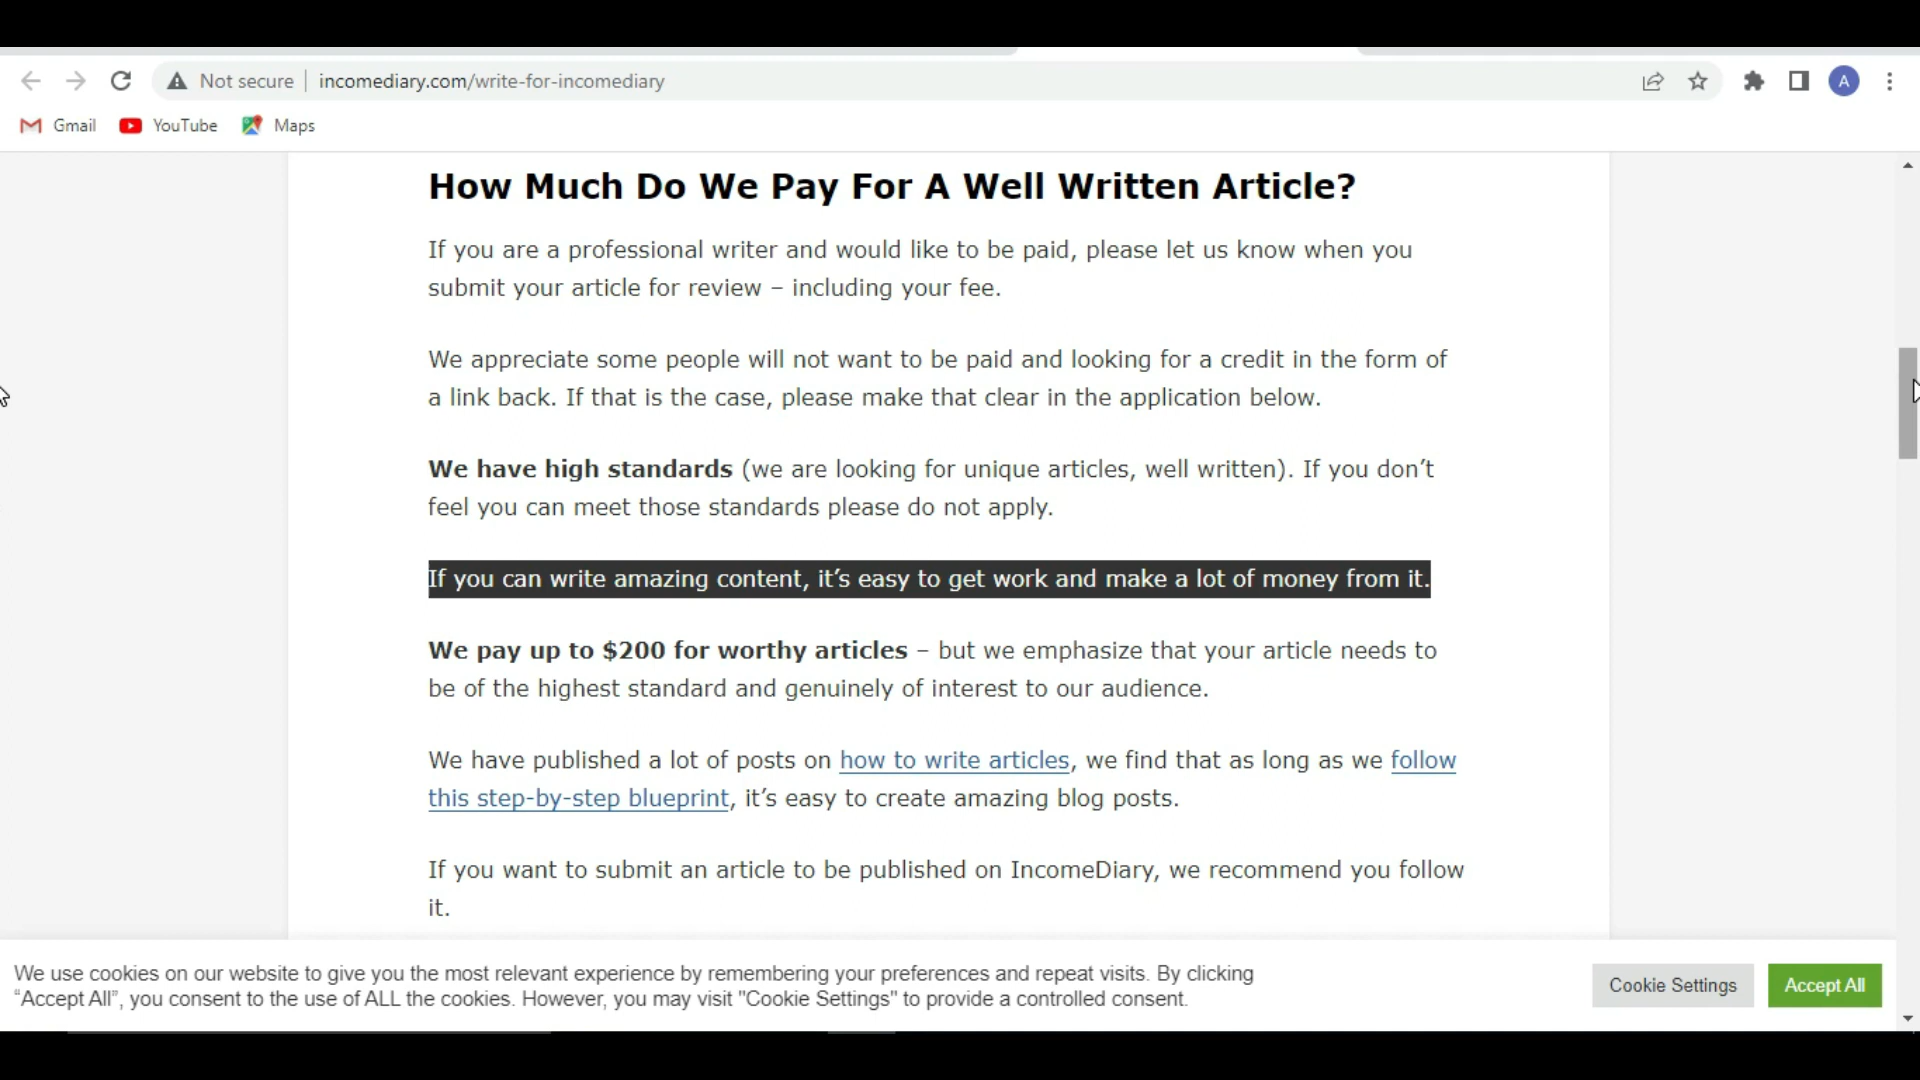 Not secure
incomediary.com/write-for-incomediary
A
Gmail
YouTube
Maps
How Much Do We Pay For A Well Written Article?
If you are a professional writer and would like to be paid, please let us know when you
submit your article for review – including your fee.
We appreciate some people will not want to be paid and looking for a credit in the form of
a link back. If that is the case, please make that clear in the application below.
We have high standards (we are looking for unique articles, well written). If you don’t
feel you can meet those standards please do not apply.
If you can write amazing content, it’s easy to get work and make a lot of money from it.
We pay up to $200 for worthy articles – but we emphasize that your article needs to
be of the highest standard and genuinely of interest to our audience.
We have published a lot of posts on how to write articles, we find that as long as we follow
this step-by-step blueprint, it’s easy to create amazing blog posts.
If you want to submit an article to be published on IncomeDiary, we recommend you follow
it.
We use cookies on our website to give you the most relevant experience by remembering your preferences and repeat visits. By clicking
“Accept All”, you consent to the use of ALL the cookies. However, you may visit "Cookie Settings" to provide a controlled consent.
Cookie Settings
Accept All